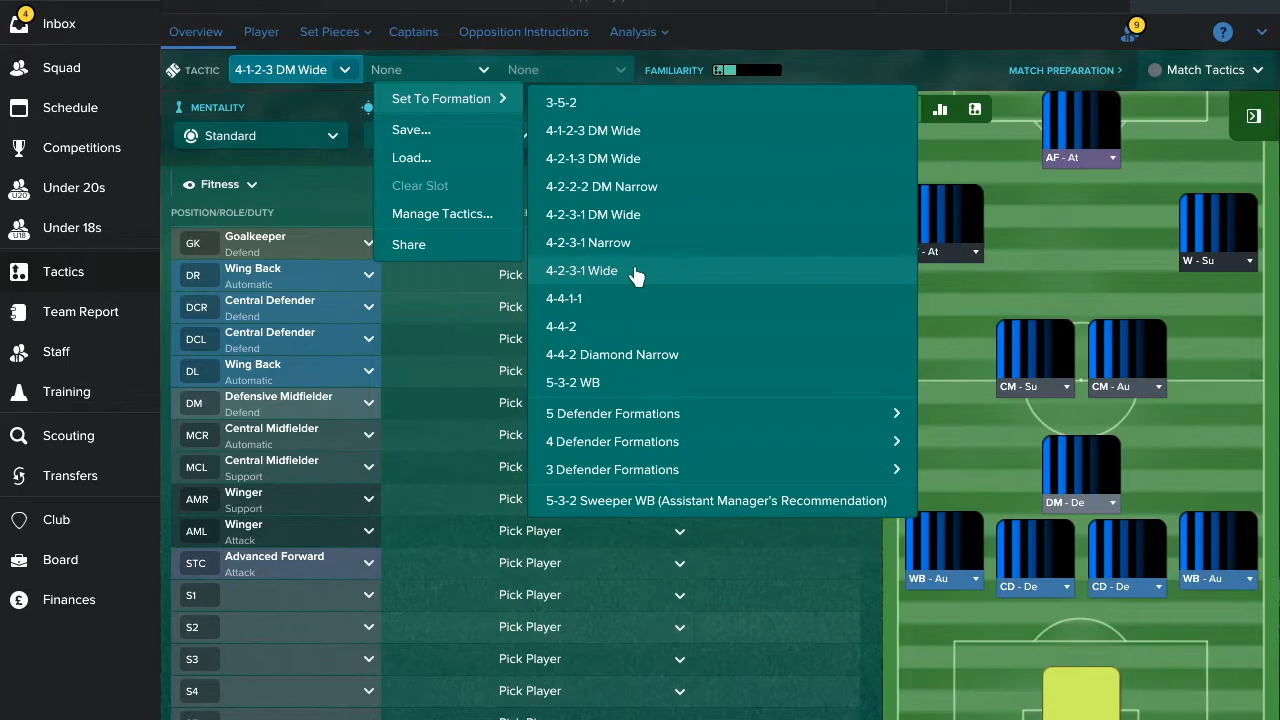 4
Inbox
Squad
Schedule
Competitions
U20
Under 20s
U18
Under 18s
Tactics
Team Report
Staff
Training
Scouting
Transfers
Club
Board
Finances
Overview
Player
Set Pieces
Captains
Opposition Instructions
Analysis
9
?
TACTIC
4-1-2-3 DM Wide
None
None
FAMILIARITY
MATCH PREPARATION >
Match Tactics
MENTALITY
Standard
Fitness
POSITION/ROLE/DUTY
Set To Formation
Save...
Load...
Clear Slot
Manage Tactics...
Share
3-5-2
4-1-2-3 DM Wide
4-2-1-3 DM Wide
4-2-2-2 DM Narrow
4-2-3-1 DM Wide
4-2-3-1 Narrow
4-2-3-1 Wide
4-4-1-1
4-4-2
4-4-2 Diamond Narrow
5-3-2 WB
5 Defender Formations
4 Defender Formations
3 Defender Formations
5-3-2 Sweeper WB (Assistant Manager's Recommendation)
GK
Goalkeeper
Defend
DR
Wing Back
Automatic
Pick
DCR
Central Defender
Defend
Pick
DCL
Central Defender
Defend
Pick
DL
Wing Back
Automatic
Pick
DM
Defensive Midfielder
Defend
Pick
MCR
Central Midfielder
Automatic
Pick
MCL
Central Midfielder
Support
Pick
AMR
Winger
Support
Pick
AML
Winger
Attack
Pick Player
STC
Advanced Forward
Attack
Pick Player
S1
Pick Player
S2
Pick Player
S3
Pick Player
S4
Pick Player
AF - At
- At
W - Su
CM - Su
CM - Au
DM - De
WB - Au
CD - De
CD - De
WB - Au